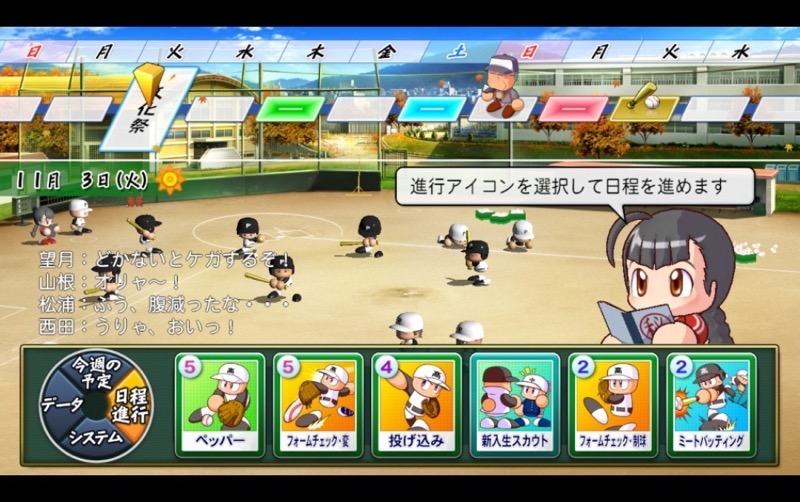 日 月 火 水 木 金 土 日 月 火 水
文化祭
11月 3日(火)
進行アイコンを選択して日程を進めます
望月：どかないとケガするぞ！
山根：オリャ〜！
松浦：ふう、腹減ったな・・・
西田：うりゃ、おいっ！
今週の予定
データ
日程進行
システム
5
ペッパー
5
フォームチェック・変
4
投げ込み
新入生スカウト
2
フォームチェック・制球
2
ミートバッティング